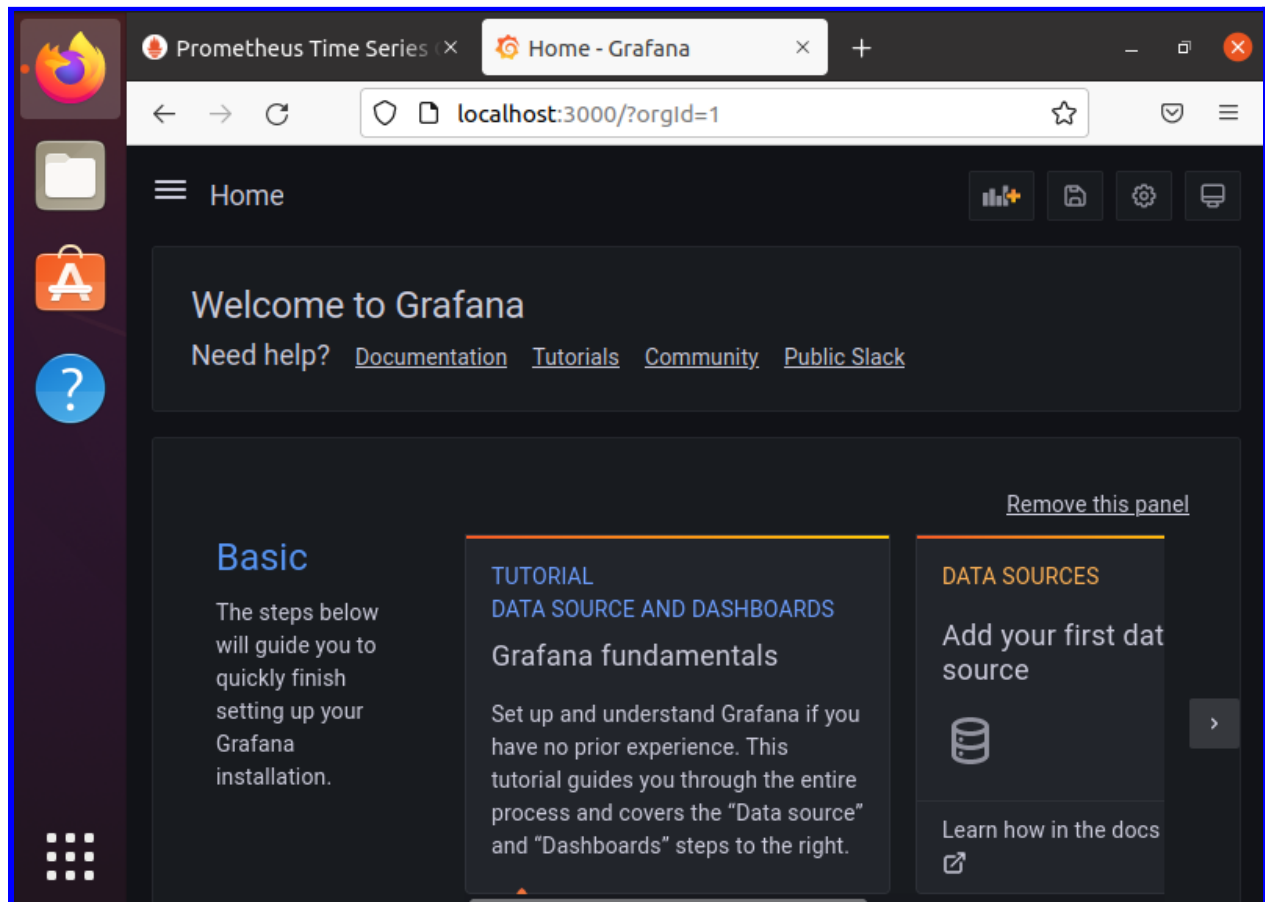 Prometheus Time Series
Home - Grafana
localhost:3000/?orgId=1
Home
Welcome to Grafana
Need help? Documentation Tutorials Community Public Slack
Remove this panel
Basic
The steps below
will guide you to
quickly finish
setting up your
Grafana
installation.
TUTORIAL
DATA SOURCE AND DASHBOARDS
Grafana fundamentals
Set up and understand Grafana if you
have no prior experience. This
tutorial guides you through the entire
process and covers the “Data source”
and “Dashboards” steps to the right.
DATA SOURCES
Add your first dat
source
Learn how in the docs